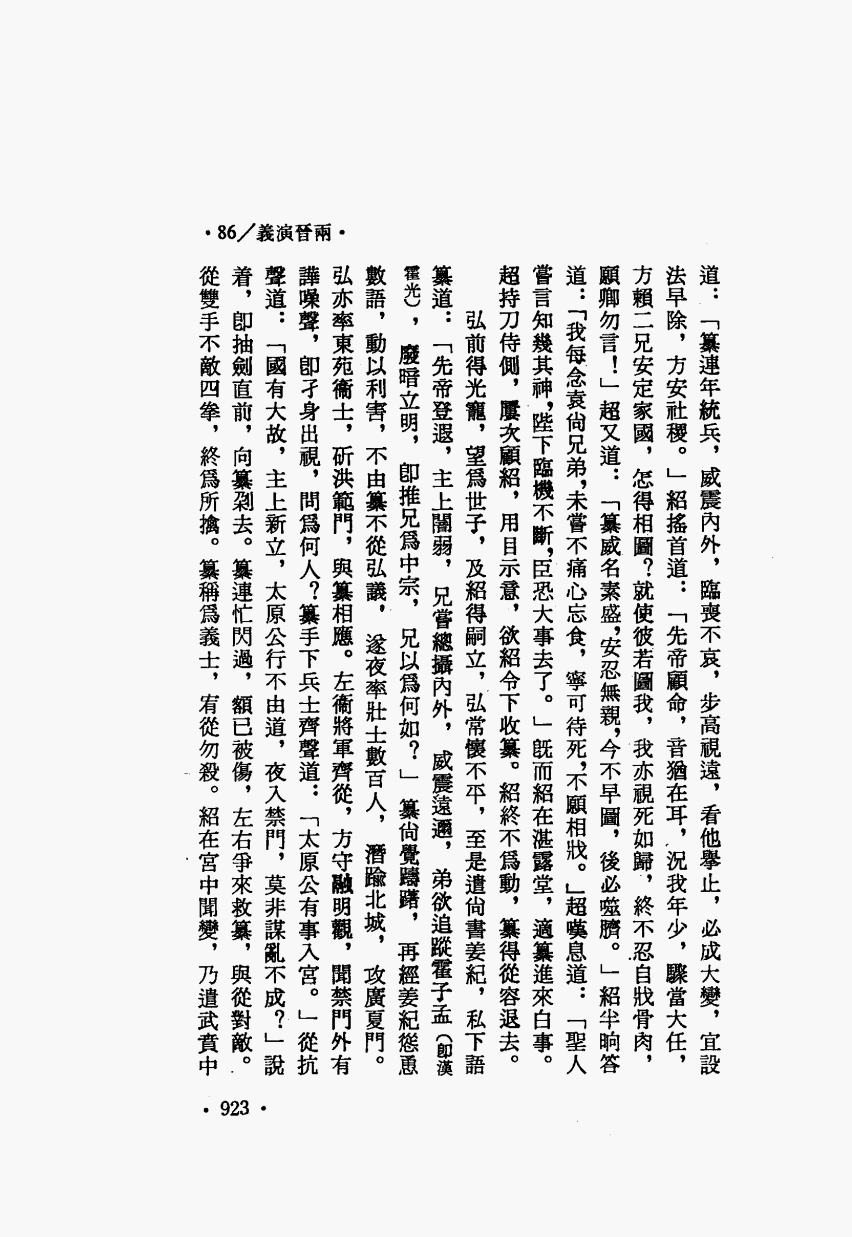 ·兩晉演義／86·
道：「纂連年統兵，威震內外，臨喪不哀，步高視遠，看他擧止，必成大變，宜設
法早除，方安社稷。」紹搖首道：「先帝顧命，音猶在耳，況我年少，驟當大任，
方賴二兄安定家國，怎得相圖？就使彼若圖我，我亦視死如歸，終不忍自戕骨肉，
願卿勿言！」超又道：「纂威名素盛，安忍無親，今不早圖，後必噬臍。」紹半晌答
道：「我每念袁尙兄弟，未嘗不痛心忘食，寧可待死，不願相戕。」超嘆息道：「聖人
嘗言知幾其神，陛下臨機不斷，臣恐大事去了。」旣而紹在湛露堂，適纂進來白事。
超持刀侍側，屢次顧紹，用目示意，欲紹令下收纂。紹終不爲動，纂得從容退去。
弘前得光寵，望爲世子，及紹得嗣立，弘常懷不平，至是遣尙書姜紀，私下語
纂道：「先帝登遐，主上闇弱，兄嘗總攝內外，威震遠邇，弟欲追蹤霍子孟（卽漢
霍光），廢暗立明，卽推兄爲中宗，兄以爲何如？」纂尙覺躊躇，再經姜紀慫恿
數語，動以利害，不由纂不從弘議，遂夜率壯士數百人，潛踰北城，攻廣夏門。
弘亦率東苑衞士，斫洪範門，與纂相應。左衞將軍齊從，方守融明觀，聞禁門外有
譁噪聲，卽孑身出視，問爲何人？纂手下兵士齊聲道：「太原公有事入宮。」從抗
聲道：「國有大故，主上新立，太原公行不由道，夜入禁門，莫非謀亂不成？」說
着，卽抽劍直前，向纂剁去。纂連忙閃過，額已被傷，左右爭來救纂，與從對敵。
從雙手不敵四拳，終爲所擒。纂稱爲義士，宥從勿殺。紹在宮中聞變，乃遣武賁中
·923·